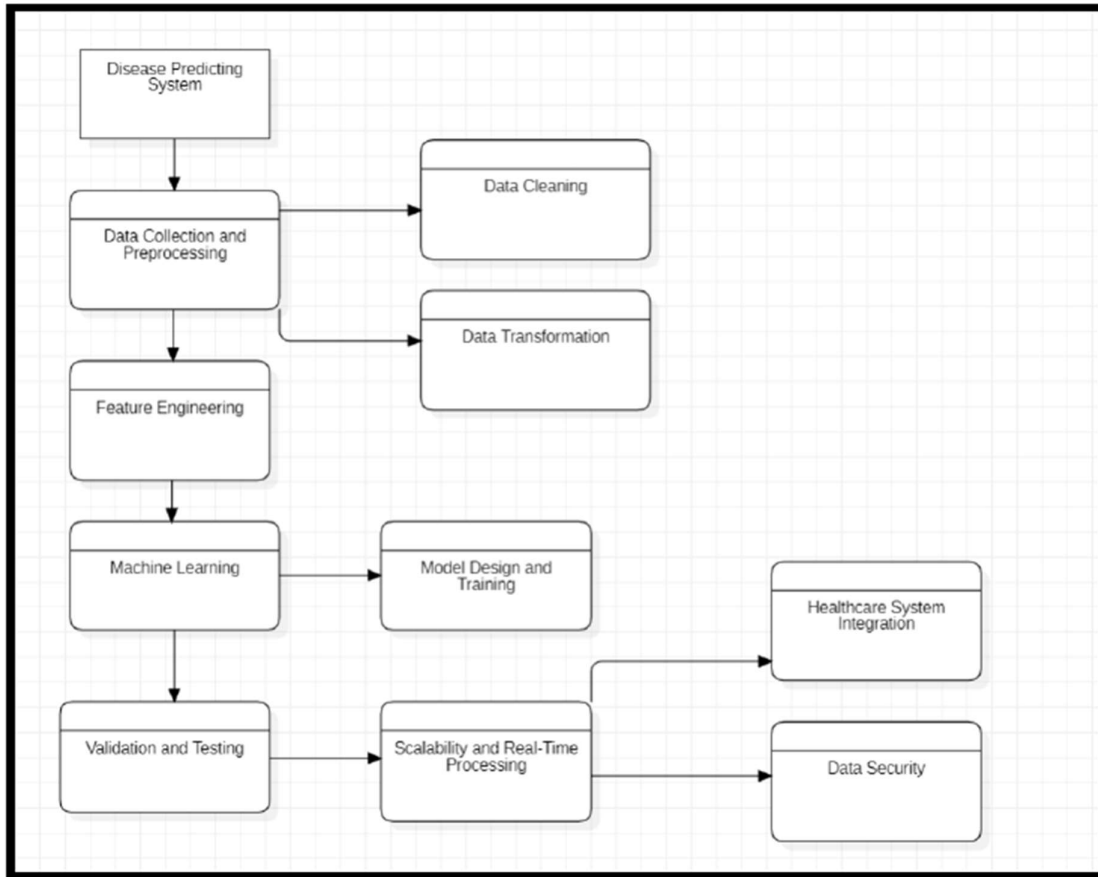 Disease Predicting
System
Data Cleaning
Data Collection and
Preprocessing
Data Transformation
Feature Engineering
Machine Learning
Model Design and
Training
Healthcare System
Integration
Validation and Testing
Scalability and Real-Time
Processing
Data Security